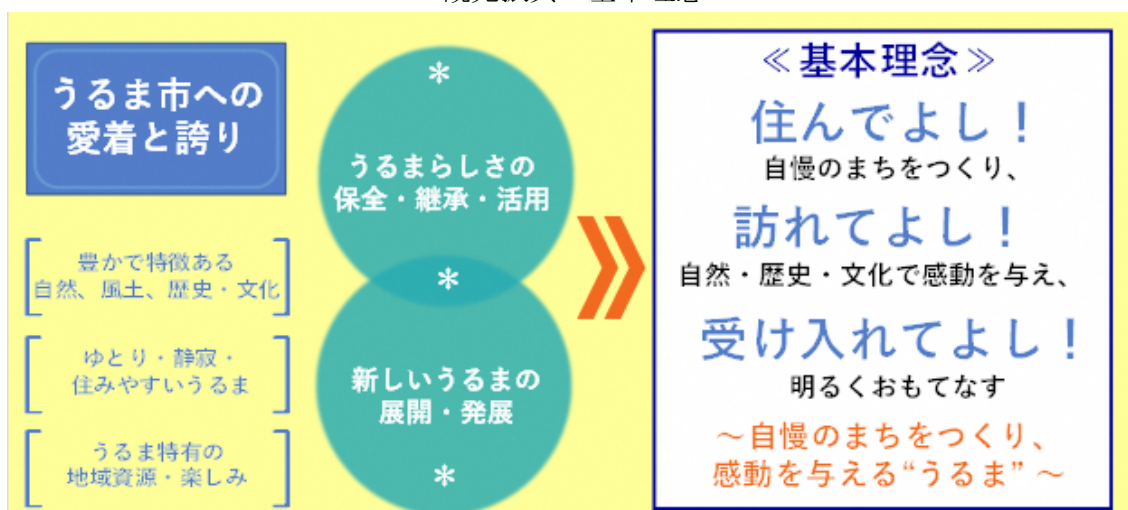 うるま市への
愛着と誇り
豊かで特徴ある
自然、風土、歴史・文化
ゆとり・静寂・
住みやすいうるま
うるま特有の
地域資源・楽しみ
*
うるまらしさの
保全・継承・活用
*
新しいうるまの
展開・発展
*
≪基本理念≫
住んでよし!
自慢のまちをつくり、
訪れてよし!
自然・歴史・文化で感動を与え、
受け入れてよし!
明るくおもてなす
~自慢のまちをつくり、
感動を与える“うるま”~